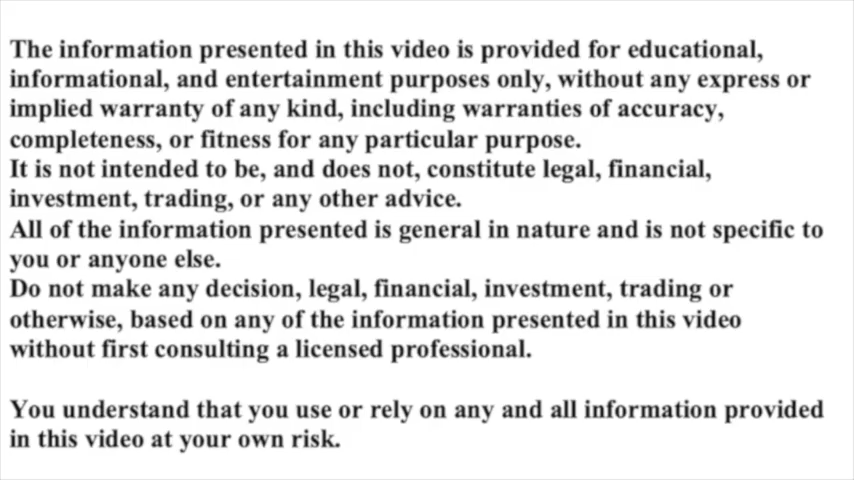 The information presented in this video is provided for educational,
informational, and entertainment purposes only, without any express or
implied warranty of any kind, including warranties of accuracy,
completeness, or fitness for any particular purpose.
It is not intended to be, and does not, constitute legal, financial,
investment, trading, or any other advice.
All of the information presented is general in nature and is not specific to
you or anyone else.
Do not make any decision, legal, financial, investment, trading or
otherwise, based on any of the information presented in this video
without first consulting a licensed professional.
You understand that you use or rely on any and all information provided
in this video at your own risk.